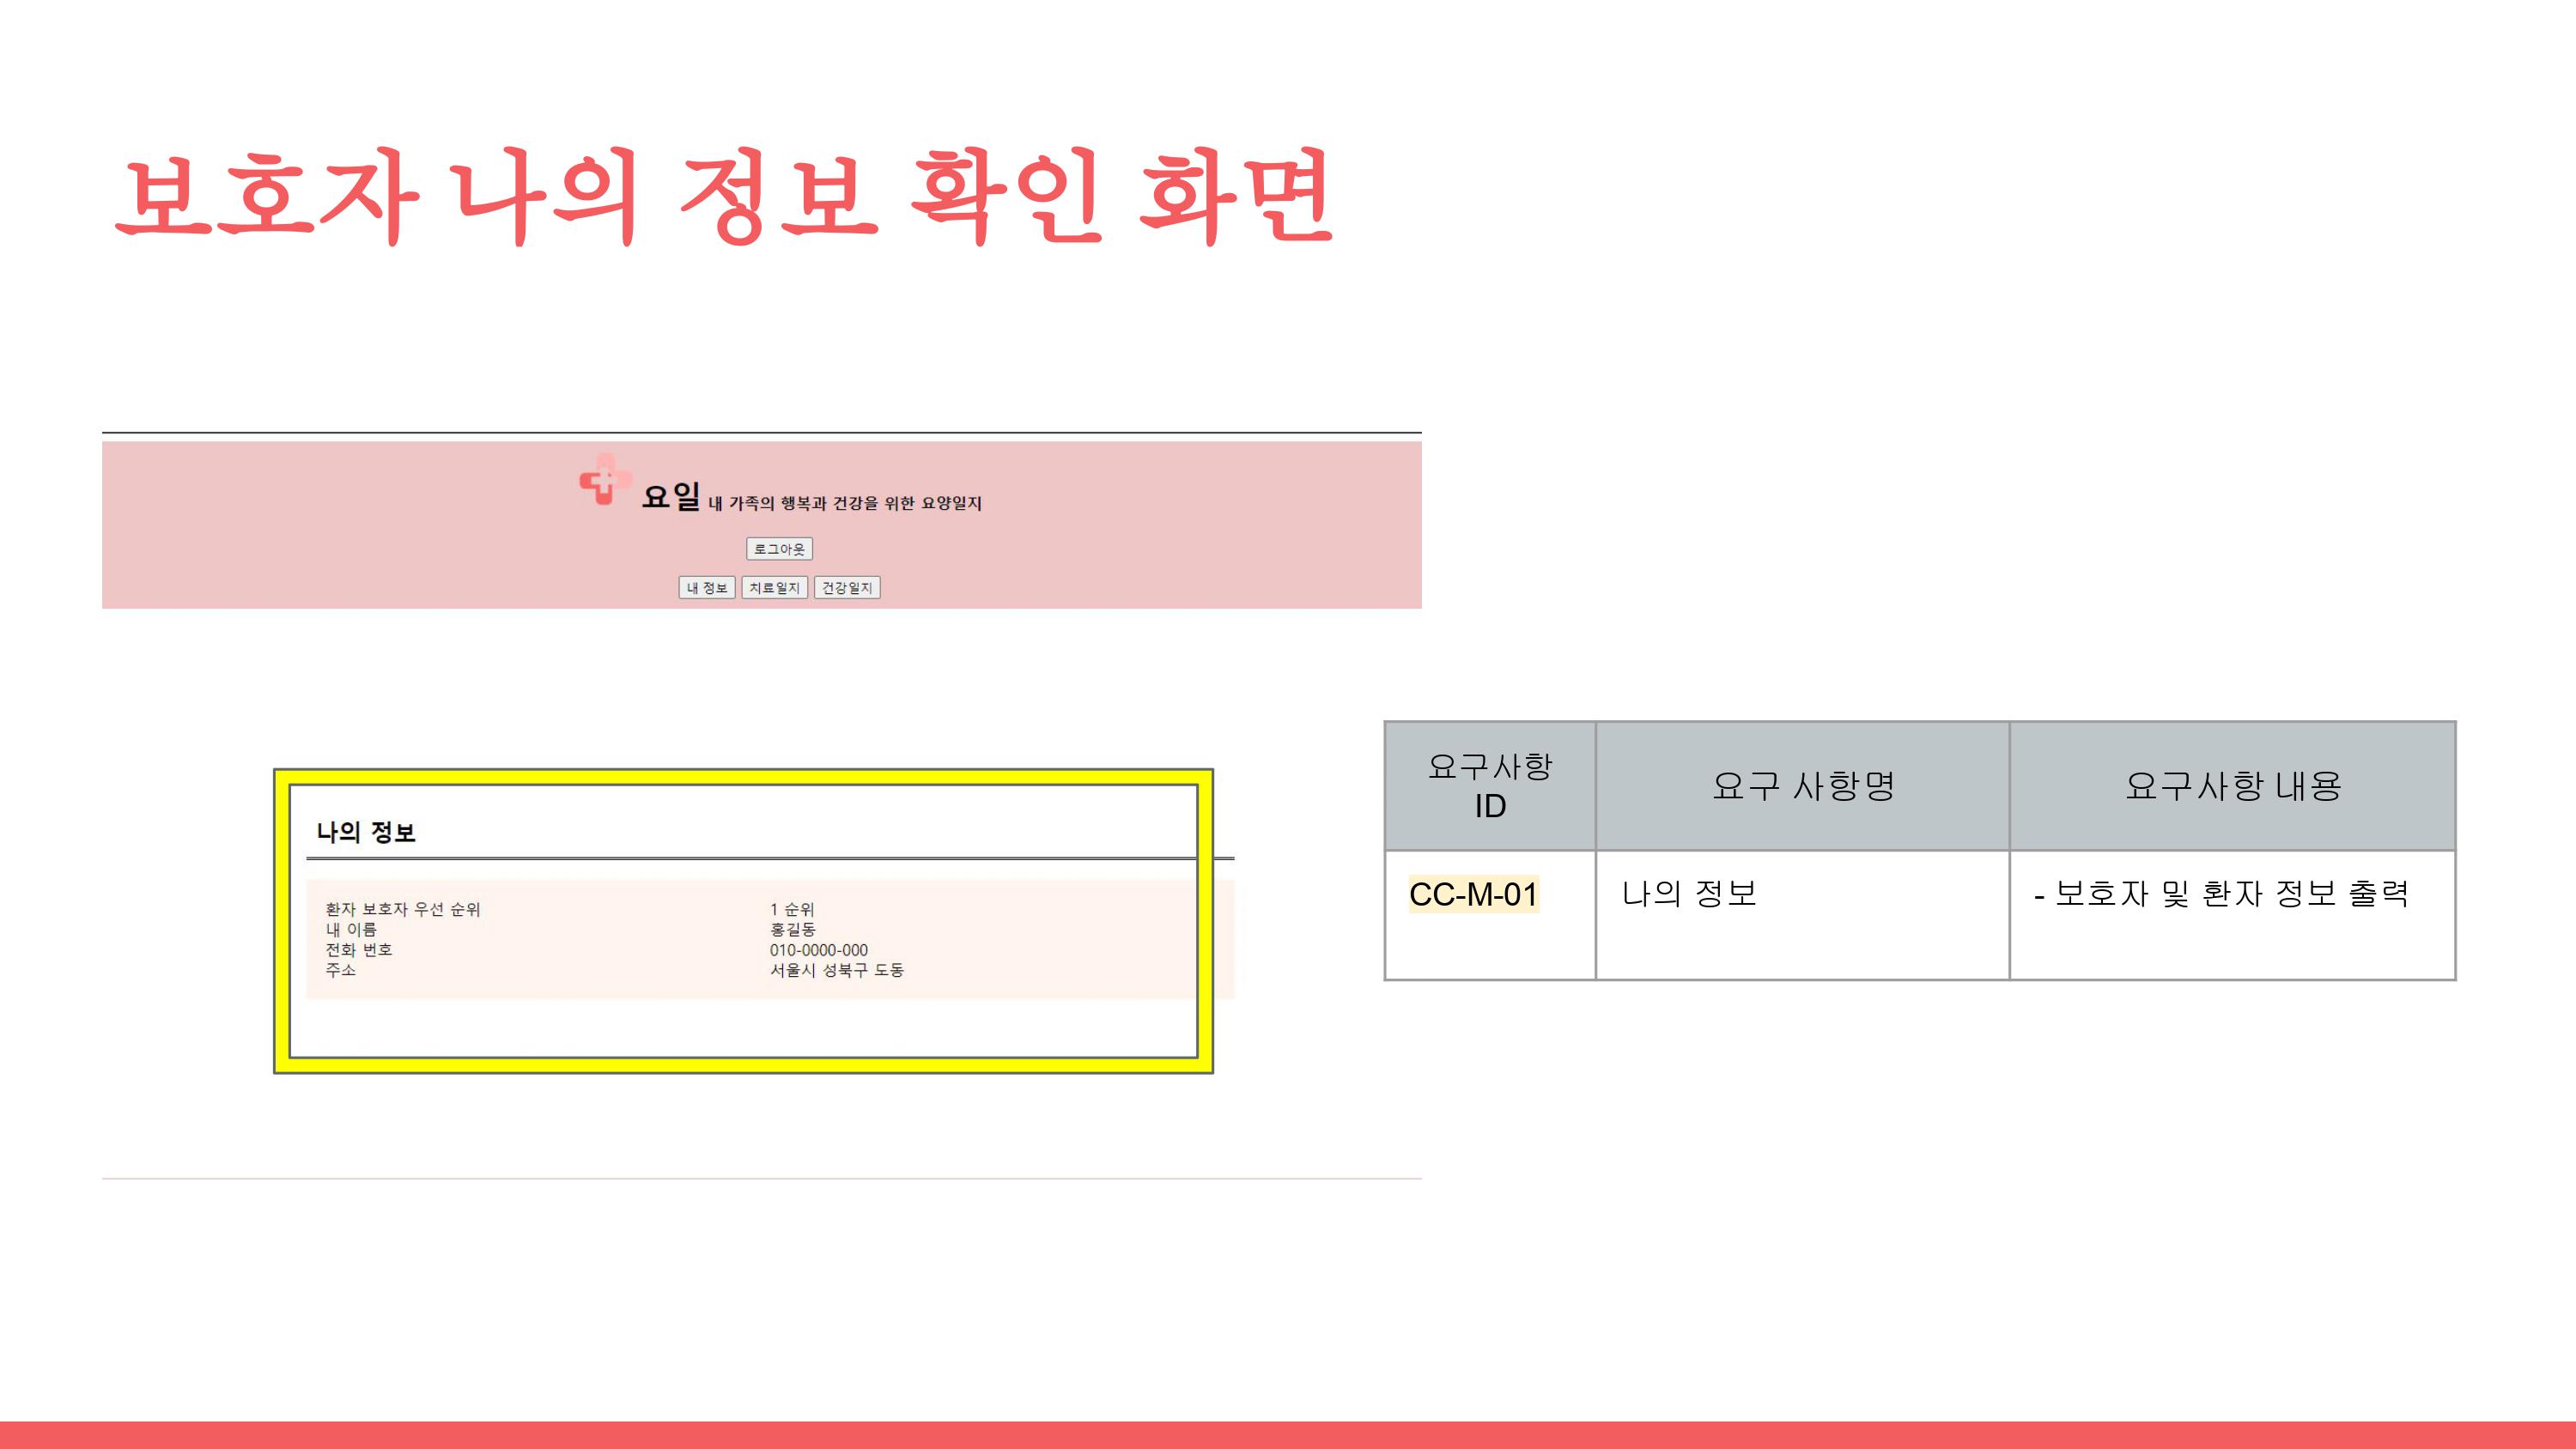 보호자 나의 정보 확인 화면
요일 내 가족의 행복과 건강을 위한 요양일지
로그아웃
내 정보 치료일지 건강일지
나의 정보
환자 보호자 우선 순위 1 순위
내 이름 홍길동
전화 번호 010-0000-000
주소 서울시 성북구 도동
요구사항
ID
요구 사항명
요구사항 내용
CC-M-01
나의 정보
- 보호자 및 환자 정보 출력